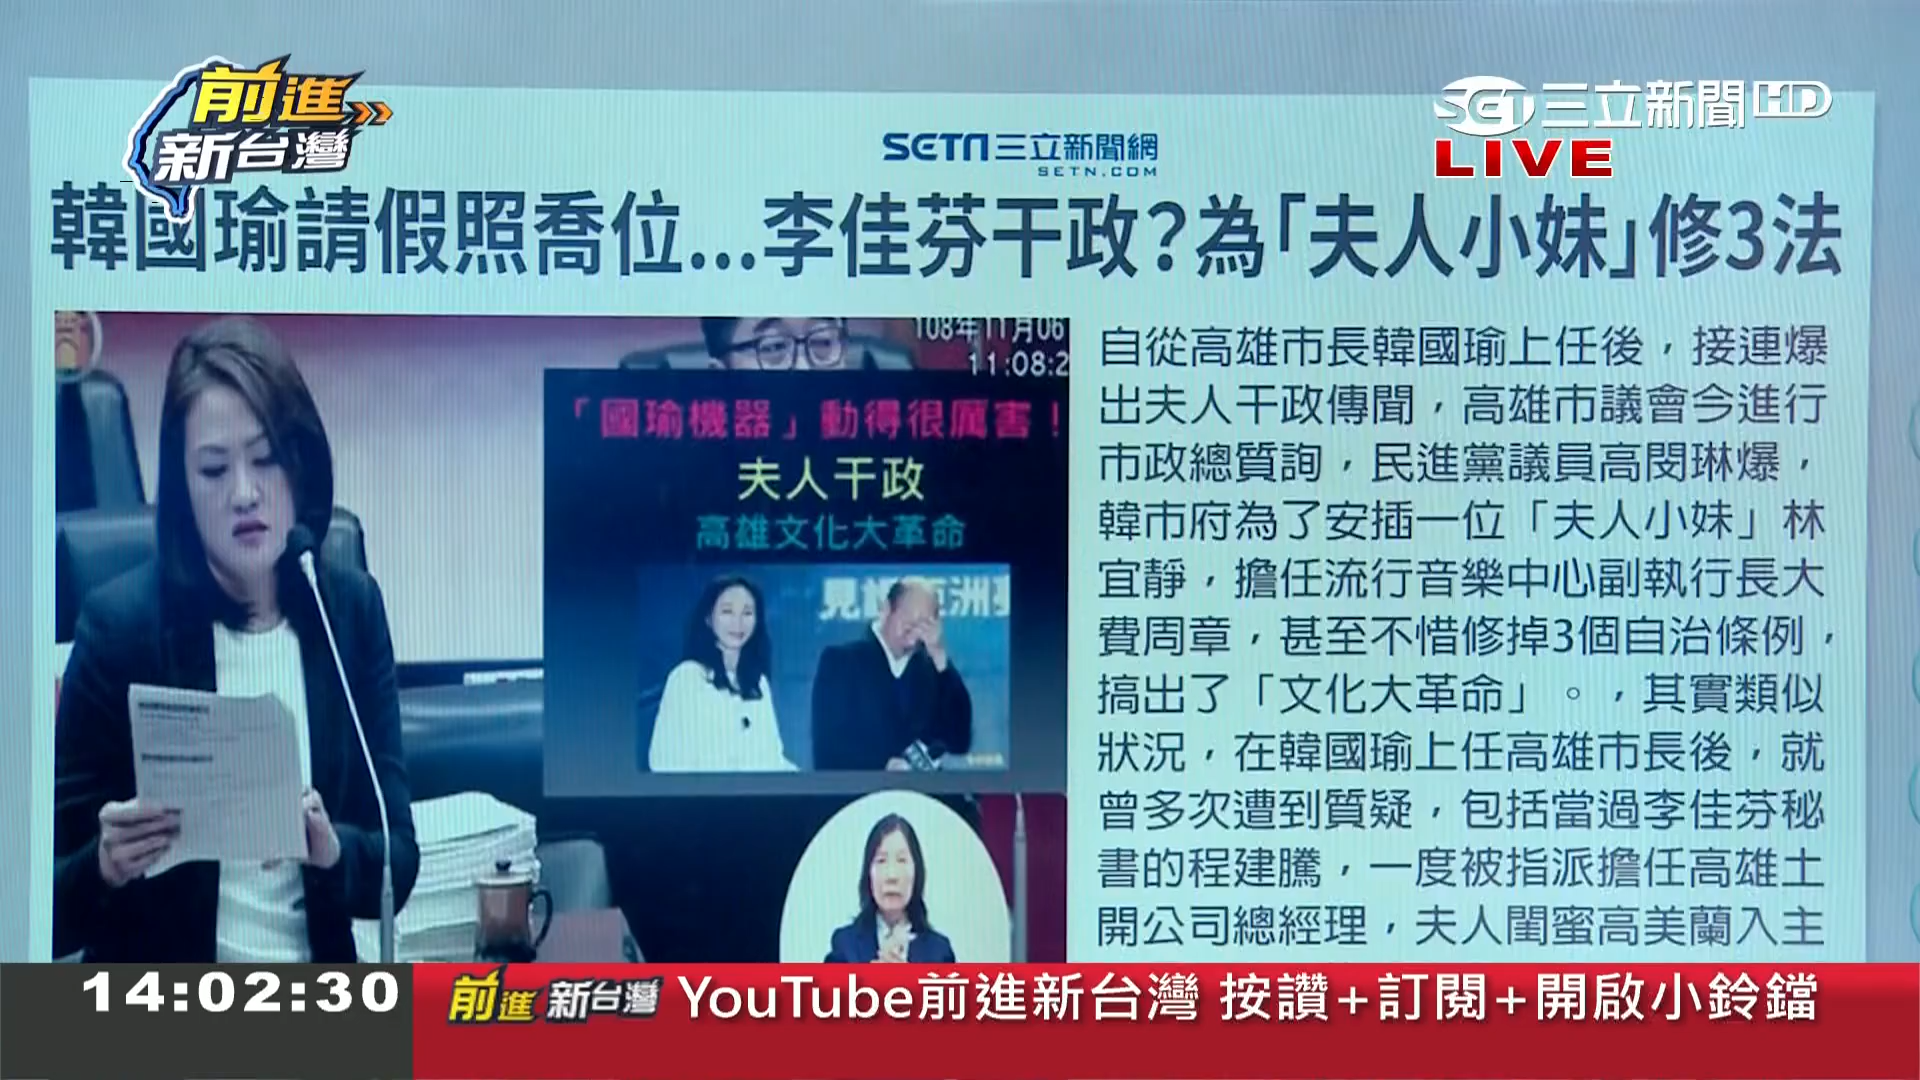 前進
新台灣
SET三立新聞HD
LIVE
SETN三立新聞網
SETN.COM
韓國瑜請假照喬位...李佳芬干政?為「夫人小妹」修3法
108年11月06
11:08:2
「國瑜機器」動得很厲害!
夫人干政
高雄文化大革命
自從高雄市長韓國瑜上任後,接連爆
出夫人干政傳聞,高雄市議會今進行
市政總質詢,民進黨議員高閔琳爆,
韓市府為了安插一位「夫人小妹」林
宜靜,擔任流行音樂中心副執行長大
費周章,甚至不惜修掉3個自治條例,
搞出了「文化大革命」。,其實類似
狀況,在韓國瑜上任高雄市長後,就
曾多次遭到質疑,包括當過李佳芬秘
書的程建騰,一度被指派擔任高雄土
開公司總經理,夫人閨蜜高美蘭入主
14:02:30
前進新台灣 YouTube前進新台灣 按讚+訂閱+開啟小鈴鐺